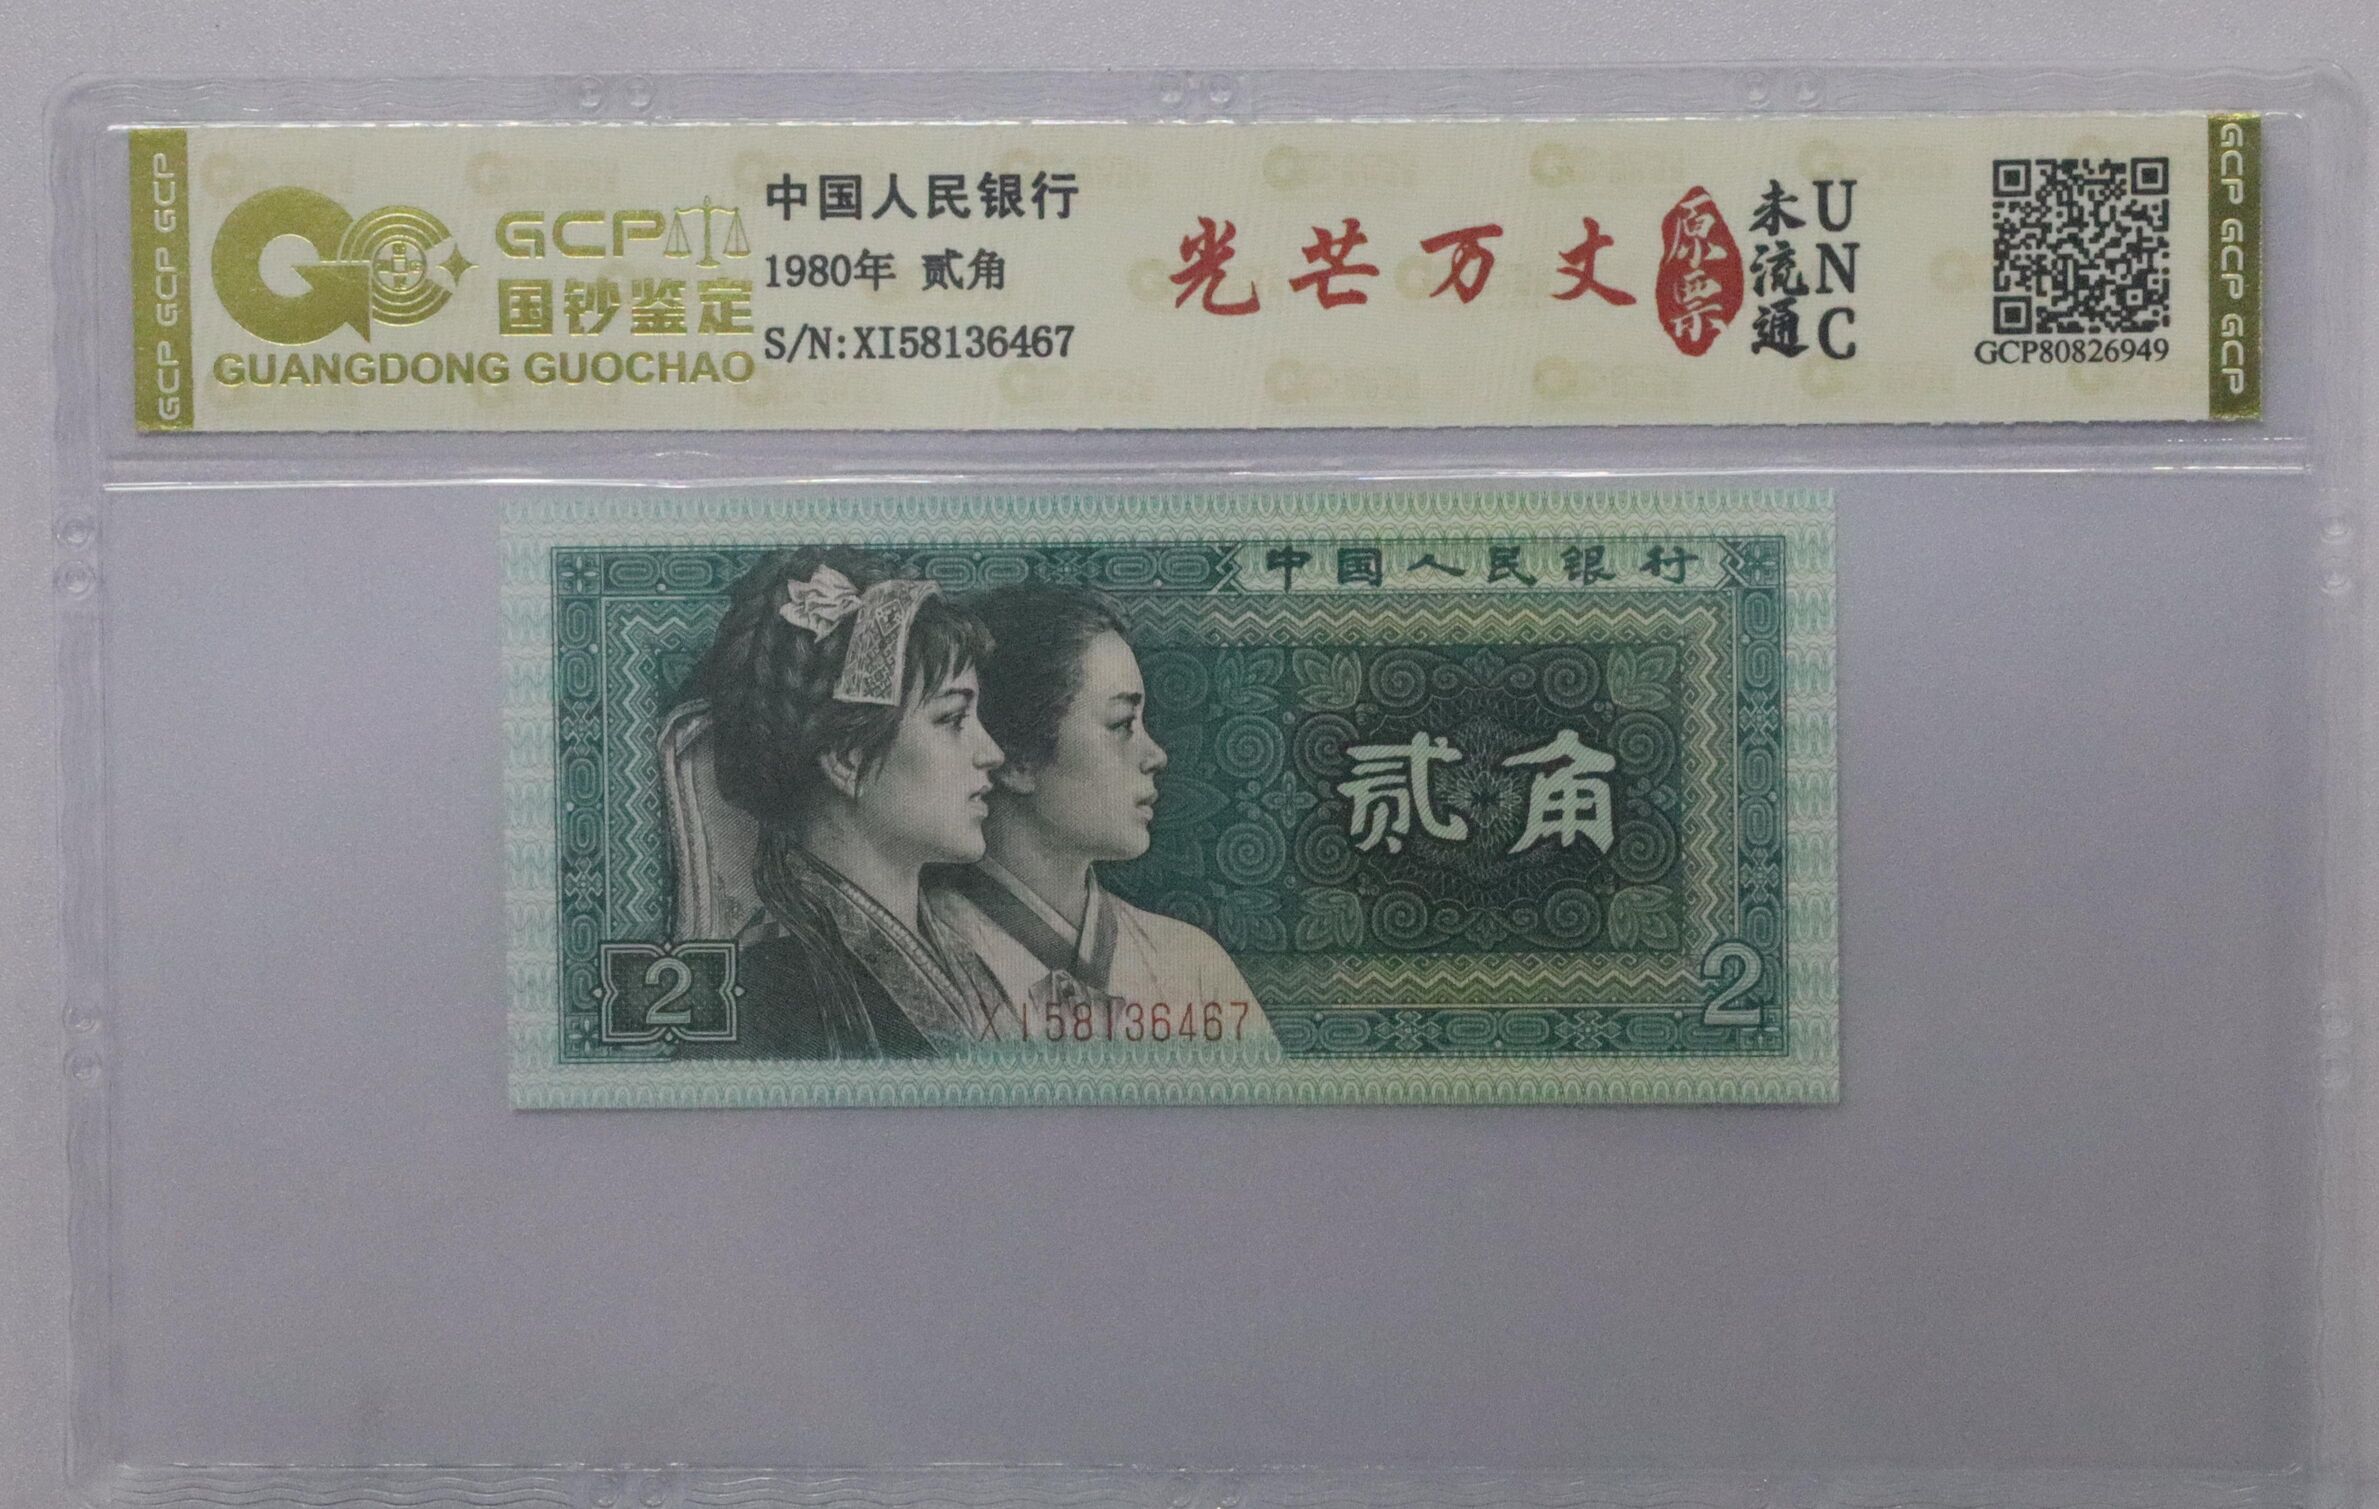 GCP GCP GCP
GCP
国钞鉴定
GUANGDONG GUOCHAO
中国人民银行
1980年 贰角
S/N:XI58136467
光芒万丈
原票
未流通
UNC
GCP80826949
GCP GCP GCP
中国人民银行
贰角
2
2
XI58136467